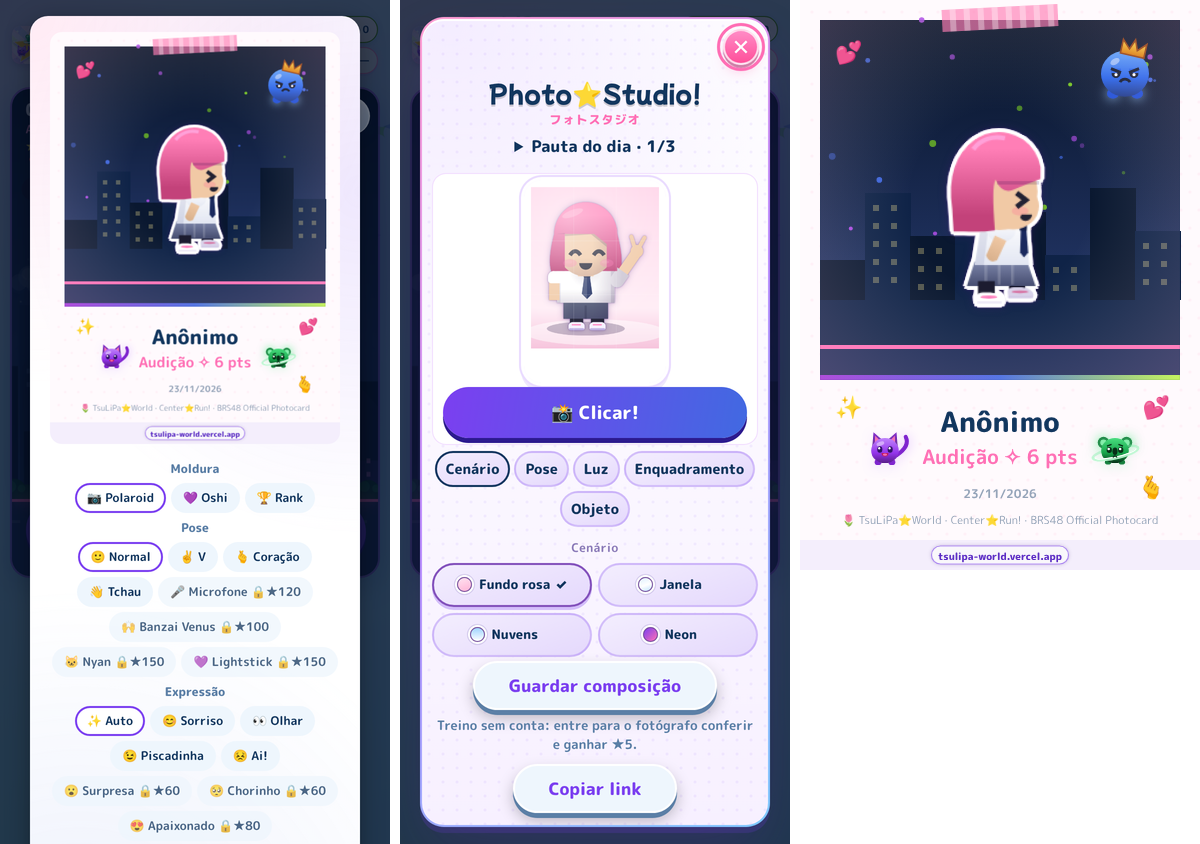 Anônimo
Audição ✧ 6 pts
23/11/2026
🌷 TsuLiPa⭐World · Center⭐Run! · BRS48 Official Photocard
tsulipa-world.vercel.app
Moldura
📷 Polaroid
💜 Oshi
🏆 Rank
Pose
🙂 Normal
✌ V
🫰 Coração
👋 Tchau
🎤 Microfone 🔒★120
🙌 Banzai Venus 🔒★100
🐱 Nyan 🔒★150
💜 Lightstick 🔒★150
Expressão
✨ Auto
😊 Sorriso
👀 Olhar
😉 Piscadinha
😣 Ai!
😮 Surpresa 🔒★60
🥺 Chorinho 🔒★60
😍 Apaixonado 🔒★80
Photo⭐Studio!
フォトスタジオ
▶ Pauta do dia · 1/3
📸 Clicar!
Cenário
Pose
Luz
Enquadramento
Objeto
Cenário
Fundo rosa ✓
Janela
Nuvens
Neon
Guardar composição
Treino sem conta: entre para o fotógrafo conferir
e ganhar ★5.
Copiar link
Anônimo
Audição ✧ 6 pts
23/11/2026
🌷 TsuLiPa⭐World · Center⭐Run! · BRS48 Official Photocard
tsulipa-world.vercel.app